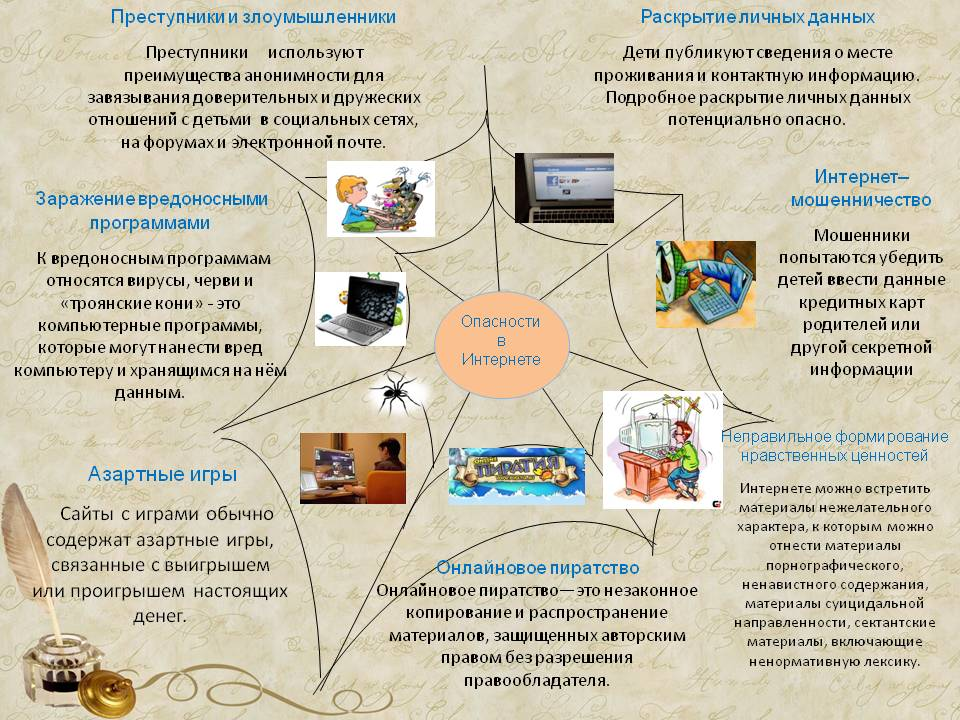 Преступники и злоумышленники
Преступники используют
преимущества анонимности для
завязывания доверительных и дружеских
отношений с детьми в социальных сетях,
на форумах и электронной почте.
Раскрытие личных данных
Дети публикуют сведения о месте
проживания и контактную информацию.
Подробное раскрытие личных данных
потенциально опасно.
Заражение вредоносными
программами
К вредоносным программам
относятся вирусы, черви и
«троянские кони» - это
компьютерные программы,
которые могут нанести вред
компьютеру и хранящимся на нём
данным.
Интернет–
мошенничество
Мошенники
попытаются убедить
детей ввести данные
кредитных карт
родителей или
другой секретной
информации
Опасности
в
Интернете
Азартные игры
Сайты с играми обычно
содержат азартные игры,
связанные с выигрышем
или проигрышем настоящих
денег.
ПИРАТИЯ
Онлайновое пиратство
Онлайновое пиратство—это незаконное
копирование и распространение
материалов, защищенных авторским
правом без разрешения
правообладателя.
Неправильное формирование
нравственных ценностей
Интернете можно встретить
материалы нежелательного
характера, к которым можно
отнести материалы
порнографического,
ненавистного содержания,
материалы суицидальной
направленности, сектантские
материалы, включающие
ненормативную лексику.